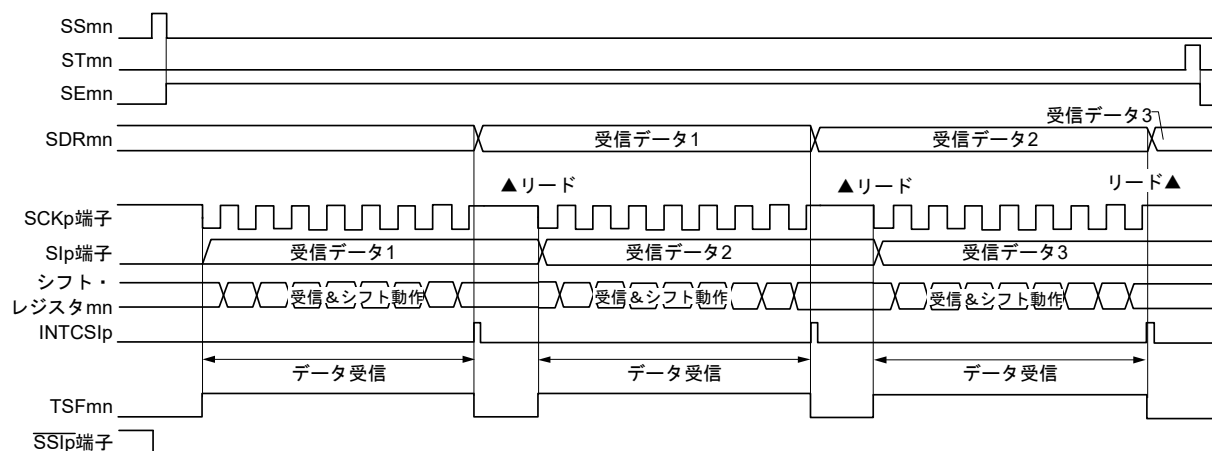 SSmn
STmn
SEmn
受信データ3
SDRmn
受信データ1
受信データ2
▲リード
▲リード
リード▲
SCKp端子
SIp端子
受信データ1
受信データ2
受信データ3
シフト・
レジスタmn
受信&シフト動作
受信&シフト動作
受信&シフト動作
INTCSIp
データ受信
データ受信
データ受信
TSFmn
SSIp端子